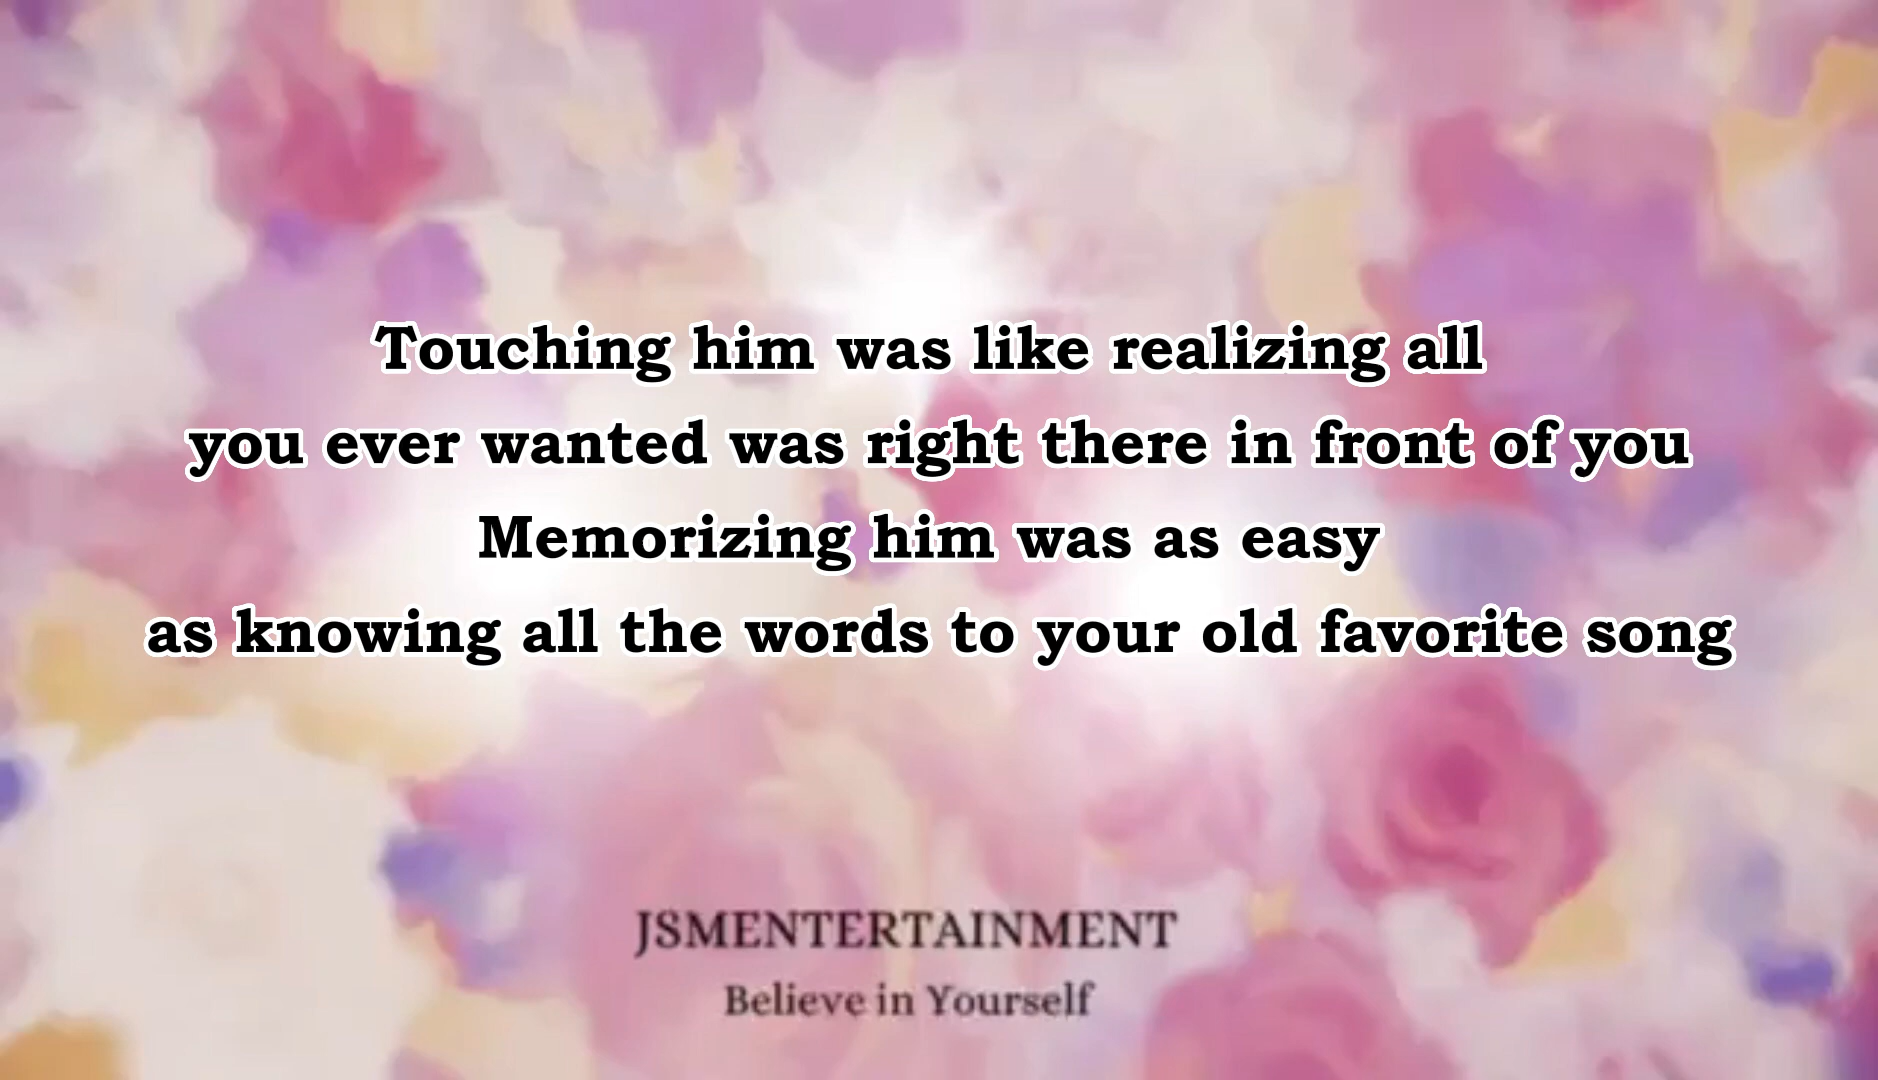 Touching him was like realizing all
you ever wanted was right there in front of you
Memorizing him was as easy
as knowing all the words to your old favorite song
JSMENTERTAINMENT
Believe in Yourself